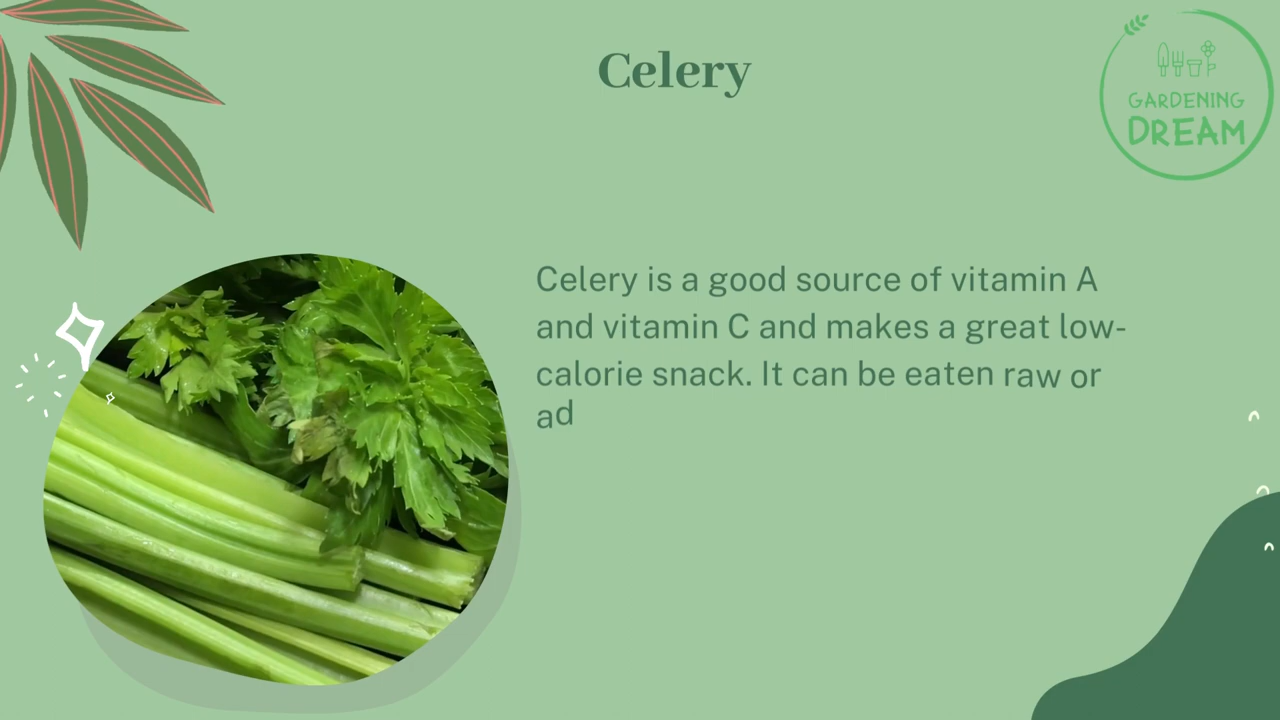 Celery
GARDENING
DREAM
Celery is a good source of vitamin A
and vitamin C and makes a great low-
calorie snack. It can be eaten raw or
ad